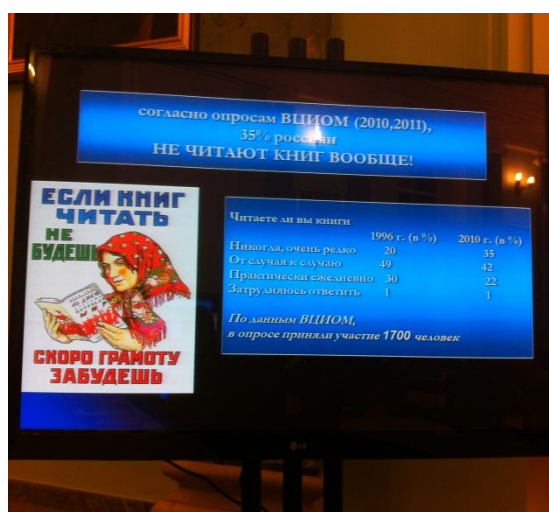 согласно опросам ВЦИОМ (2010,2011),
35% россиян
НЕ ЧИТАЮТ КНИГ ВООБЩЕ!
ЕСЛИ КНИГ
ЧИТАТЬ
НЕ
БУДЕШЬ
СКОРО ГРАМОТУ
ЗАБУДЕШЬ
Читаете ли вы книги
1996 г. (в %) 2010 г. (в %)
Никогда, очень редко 20 35
От случая к случаю 49 42
Практически ежедневно 30 22
Затрудняюсь ответить 1 1
По данным ВЦИОМ,
в опросе приняли участие 1700 человек
LG